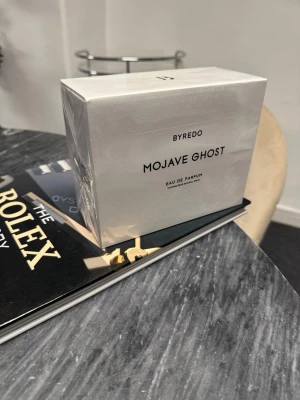 BYREDO
MOJAVE GHOST
EAU DE PARFUM
THE
ROLEX